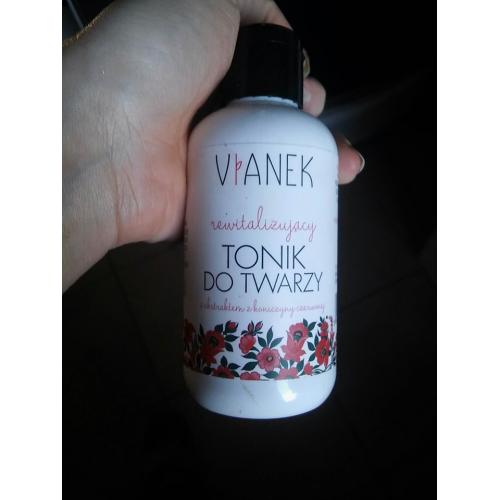 VIANEK
rewitalizujący
TONIK
DO TWARZY
z ekstraktem z koniczyny czerwonej